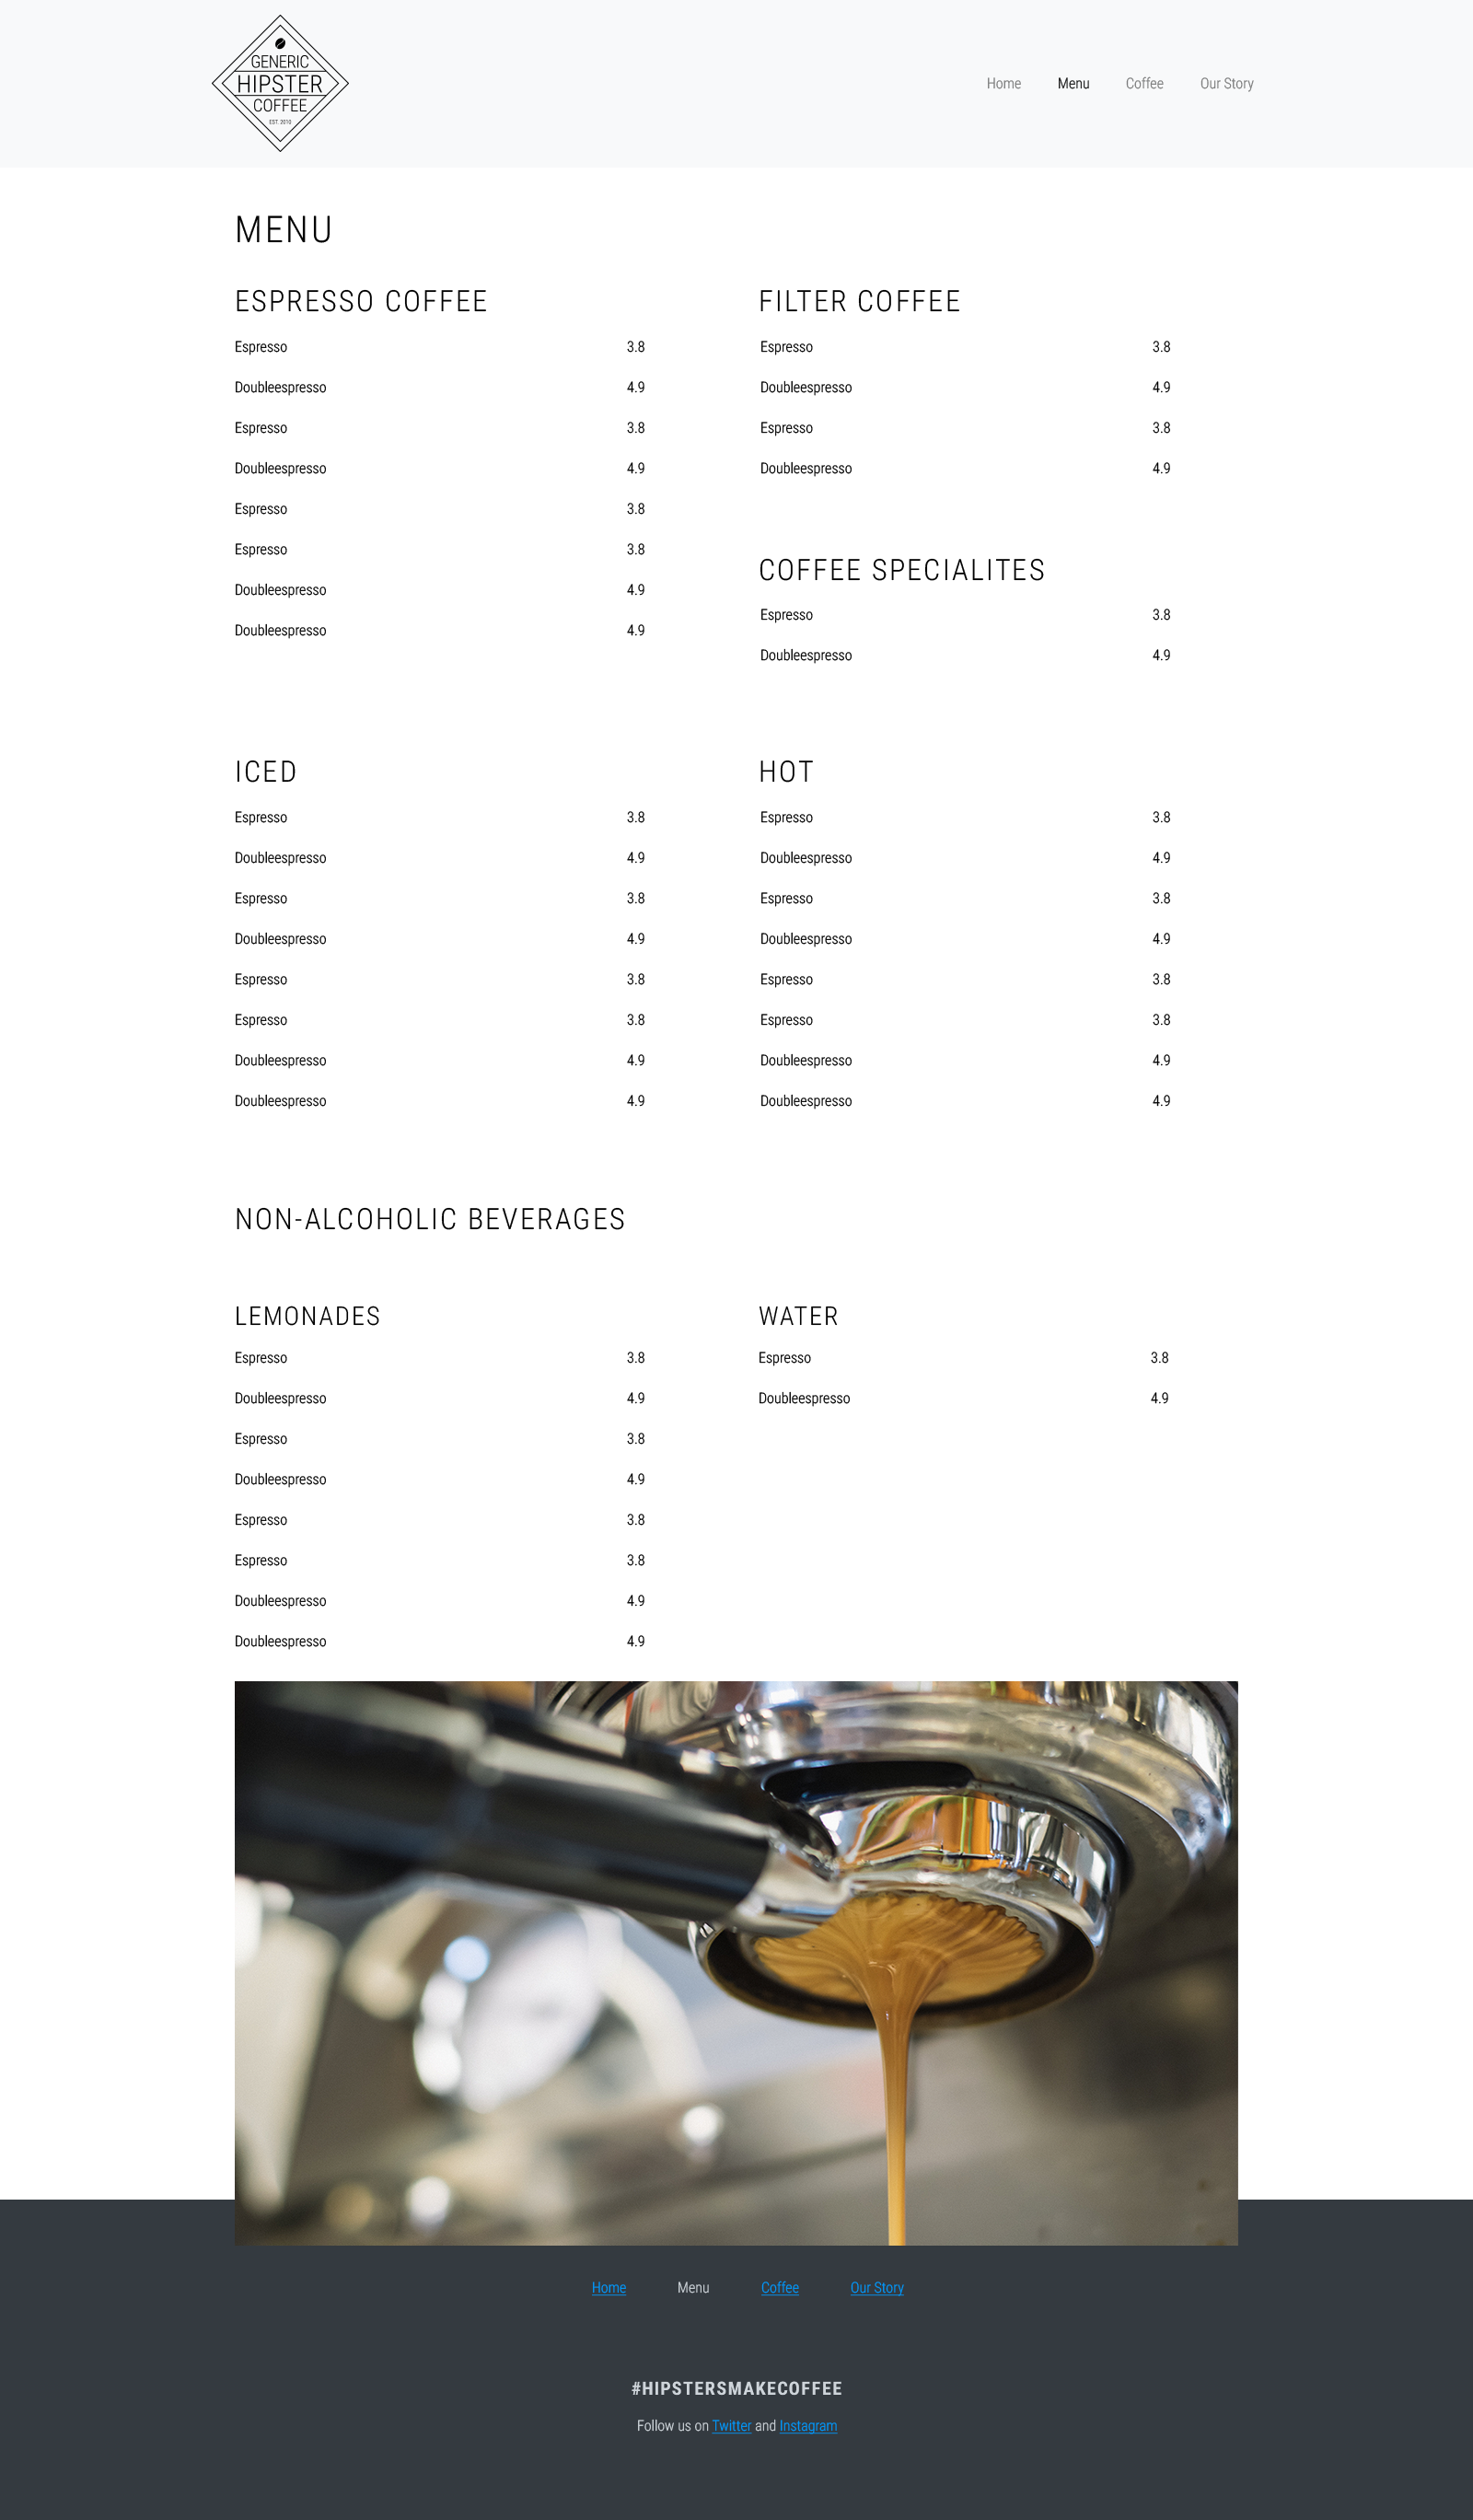 GENERIC
HIPSTER
COFFEE
EST. 2010
Home Menu Coffee Our Story
MENU
ESPRESSO COFFEE
Espresso 3.8
Doubleespresso 4.9
Espresso 3.8
Doubleespresso 4.9
Espresso 3.8
Espresso 3.8
Doubleespresso 4.9
Doubleespresso 4.9
FILTER COFFEE
Espresso 3.8
Doubleespresso 4.9
Espresso 3.8
Doubleespresso 4.9
COFFEE SPECIALITES
Espresso 3.8
Doubleespresso 4.9
ICED
Espresso 3.8
Doubleespresso 4.9
Espresso 3.8
Doubleespresso 4.9
Espresso 3.8
Espresso 3.8
Doubleespresso 4.9
Doubleespresso 4.9
HOT
Espresso 3.8
Doubleespresso 4.9
Espresso 3.8
Doubleespresso 4.9
Espresso 3.8
Espresso 3.8
Doubleespresso 4.9
Doubleespresso 4.9
NON-ALCOHOLIC BEVERAGES
LEMONADES
Espresso 3.8
Doubleespresso 4.9
Espresso 3.8
Doubleespresso 4.9
Espresso 3.8
Espresso 3.8
Doubleespresso 4.9
Doubleespresso 4.9
WATER
Espresso 3.8
Doubleespresso 4.9
Home Menu Coffee Our Story
#HIPSTERSMAKECOFFEE
Follow us on Twitter and Instagram